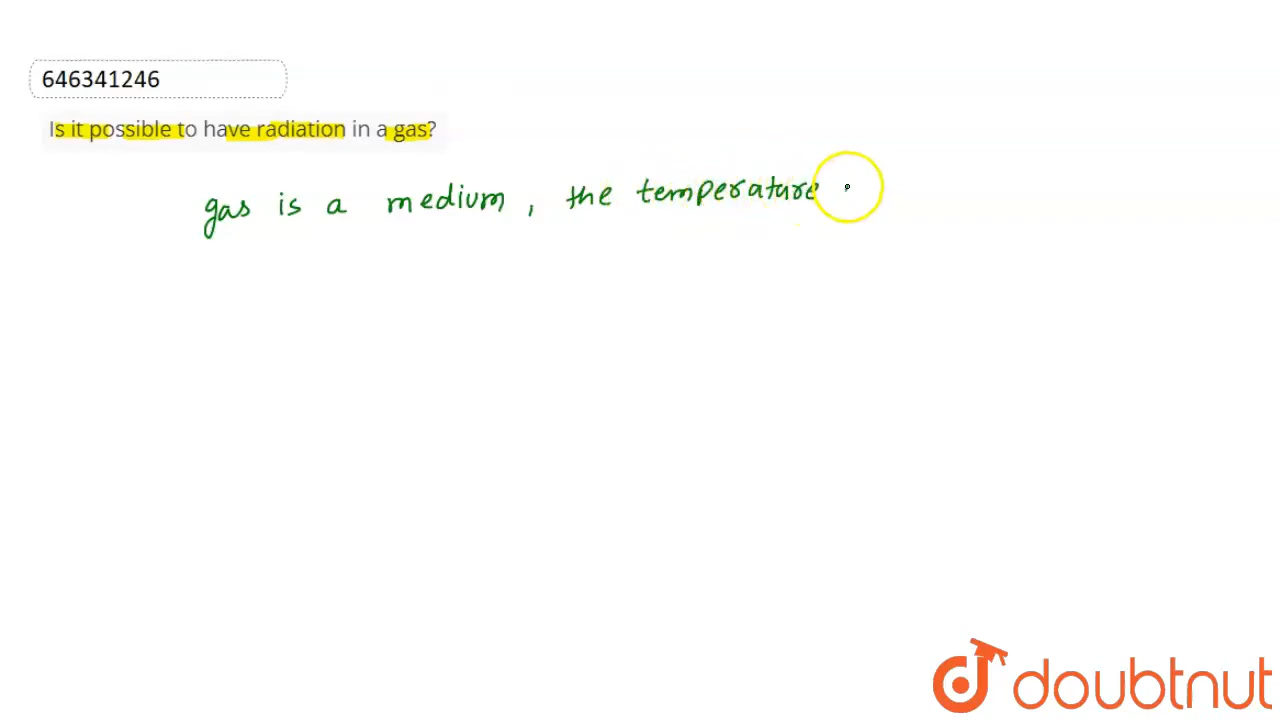 646341246
Is it possible to have radiation in a gas?
gas is a medium, the temperature
doubtnut